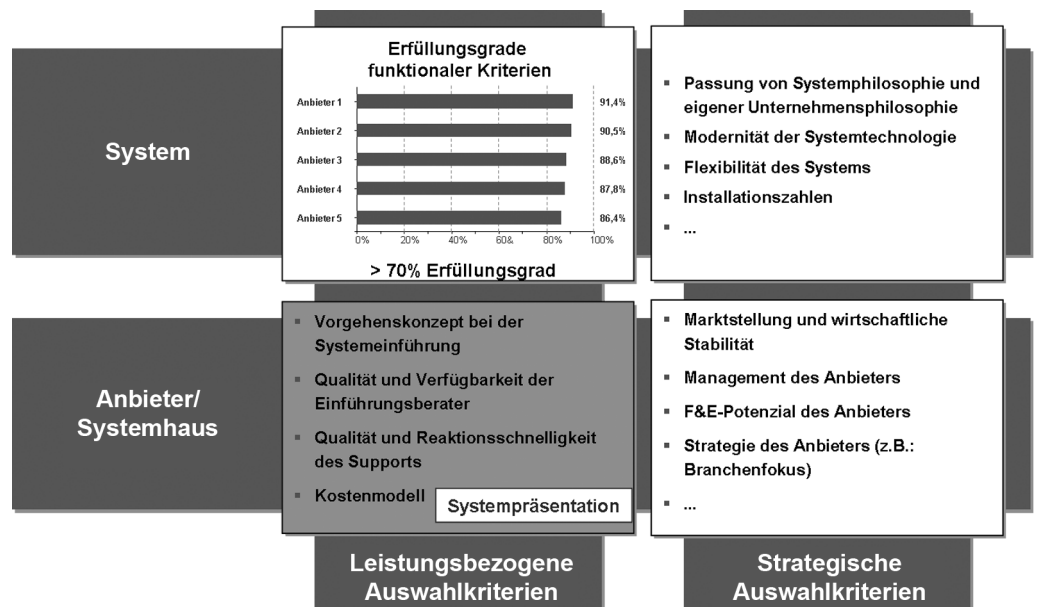 System
Erfüllungsgrade
funktionaler Kriterien
Anbieter 1
91,4%
Anbieter 2
90,5%
Anbieter 3
88,6%
Anbieter 4
87,8%
Anbieter 5
86,4%
0% 20% 40% 60& 80% 100%
> 70% Erfüllungsgrad
▪ Passung von Systemphilosophie und
eigener Unternehmensphilosophie
▪ Modernität der Systemtechnologie
▪ Flexibilität des Systems
▪ Installationszahlen
▪ ...
Anbieter/
Systemhaus
▪ Vorgehenskonzept bei der
Systemeinführung
▪ Qualität und Verfügbarkeit der
Einführungsberater
▪ Qualität und Reaktionsschnelligkeit
des Supports
▪ Kostenmodell
Systempräsentation
▪ Marktstellung und wirtschaftliche
Stabilität
▪ Management des Anbieters
▪ F&E-Potenzial des Anbieters
▪ Strategie des Anbieters (z.B.:
Branchenfokus)
▪ ...
Leistungsbezogene
Auswahlkriterien
Strategische
Auswahlkriterien